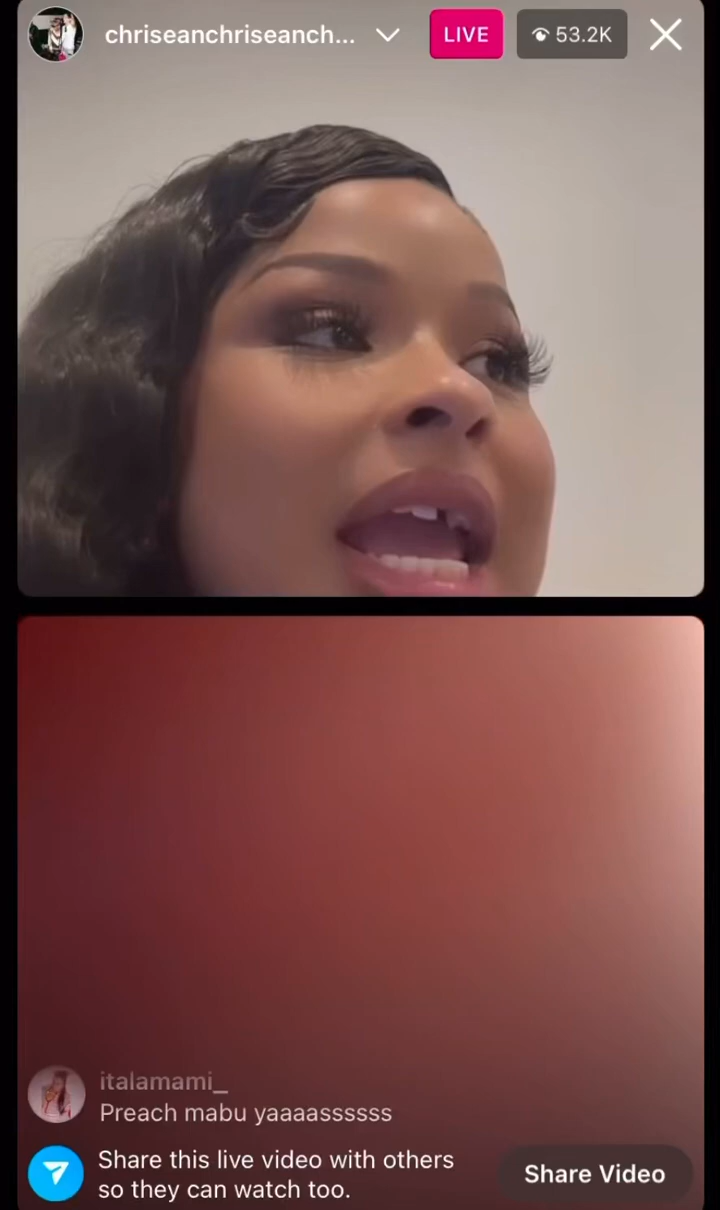 chriseanchriseanch...
LIVE
53.2K
italamami_
Preach mabu yaaaassssss
Share this live video with others
so they can watch too.
Share Video